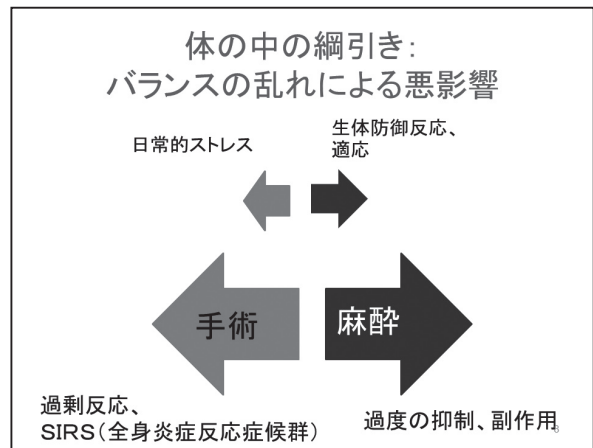 体の中の綱引き:
バランスの乱れによる悪影響
日常的ストレス
生体防御反応、
適応
手術
麻酔
過剰反応、
SIRS(全身炎症反応症候群)
過度の抑制、副作用